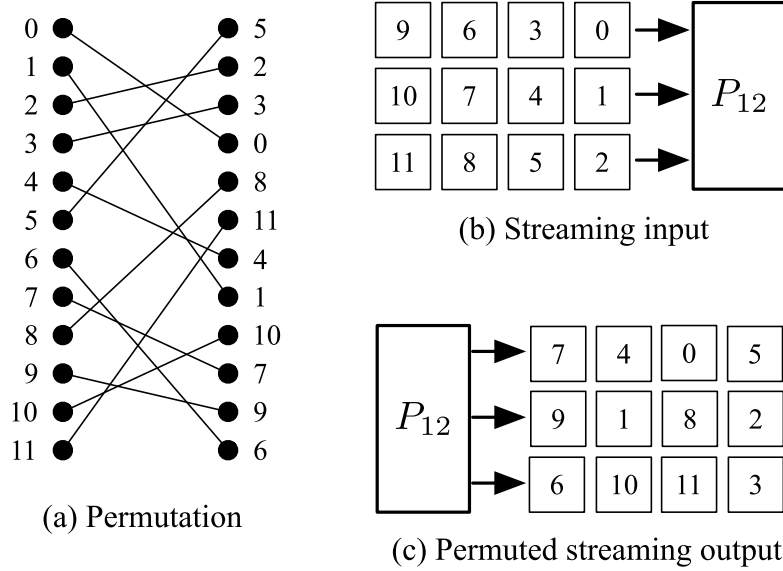 0 5
1 2
2 3
3 0
4 8
5 11
6 4
7 1
8 10
9 7
10 9
11 6
(a) Permutation
9 6 3 0
10 7 4 1 P12
11 8 5 2
(b) Streaming input
7 4 0 5
P12 9 1 8 2
6 10 11 3
(c) Permuted streaming output